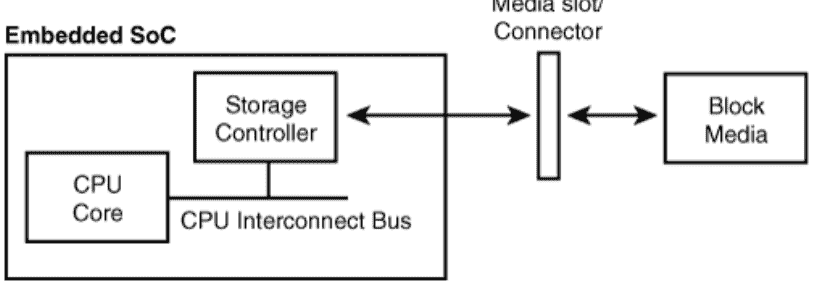 Media slot/
Connector
Embedded SoC
Storage
Controller
Block
Media
CPU
Core
CPU Interconnect Bus